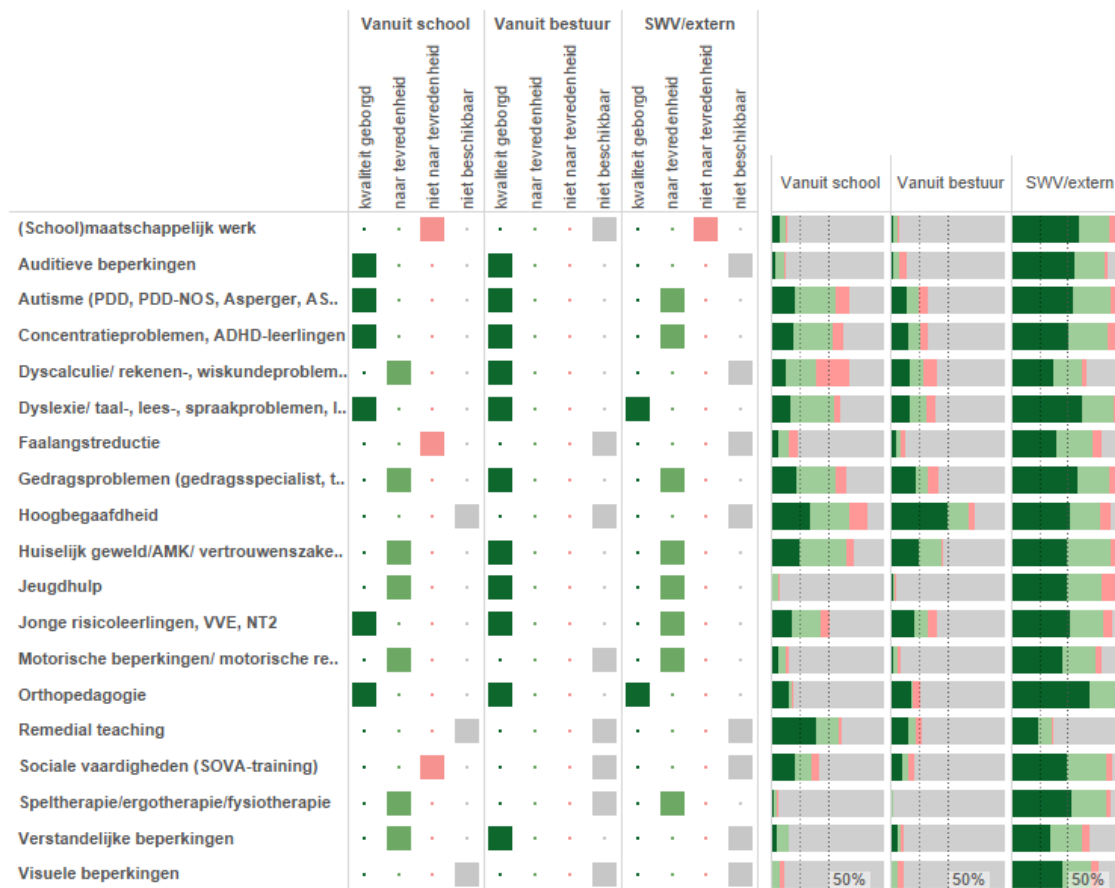 Vanuit school Vanuit bestuur SWV/extern
kwaliteit geborgd
naar tevredenheid
niet naar tevredenheid
niet beschikbaar
kwaliteit geborgd
naar tevredenheid
niet naar tevredenheid
niet beschikbaar
kwaliteit geborgd
naar tevredenheid
niet naar tevredenheid
niet beschikbaar
Vanuit school Vanuit bestuur SWV/extern
(School)maatschappelijk werk
Auditieve beperkingen
Autisme (PDD, PDD-NOS, Asperger, AS..
Concentratieproblemen, ADHD-leerlingen
Dyscalculie/ rekenen-, wiskundeproblem..
Dyslexie/ taal-, lees-, spraakproblemen, l..
Faalangstreductie
Gedragsproblemen (gedragsspecialist, t..
Hoogbegaafdheid
Huiselijk geweld/AMK/ vertrouwenszake..
Jeugdhulp
Jonge risicoleerlingen, VVE, NT2
Motorische beperkingen/ motorische re..
Orthopedagogie
Remedial teaching
Sociale vaardigheden (SOVA-training)
Speltherapie/ergotherapie/fysiotherapie
Verstandelijke beperkingen
Visuele beperkingen 50% 50% 50%